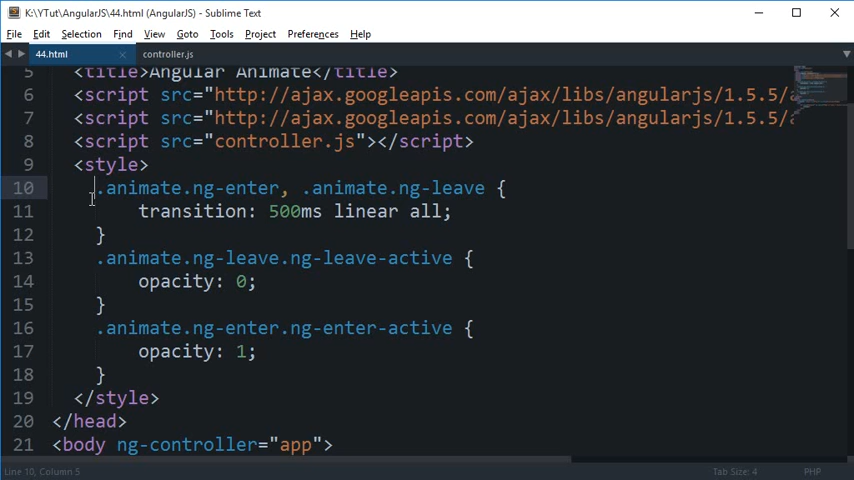 K:\YTut\AngularJS\44.html (AngularJS) - Sublime Text
File Edit Selection Find View Goto Tools Project Preferences Help
44.html controller.js
5 <title>Angular Animate</title>
6 <script src="http://ajax.googleapis.com/ajax/libs/angularjs/1.5.5/a
7 <script src="http://ajax.googleapis.com/ajax/libs/angularjs/1.5.5/a
8 <script src="controller.js"></script>
9 <style>
10 .animate.ng-enter, .animate.ng-leave {
11 transition: 500ms linear all;
12 }
13 .animate.ng-leave.ng-leave-active {
14 opacity: 0;
15 }
16 .animate.ng-enter.ng-enter-active {
17 opacity: 1;
18 }
19 </style>
20 </head>
21 <body ng-controller="app">
Line 10, Column 5 Tab Size: 4 PHP